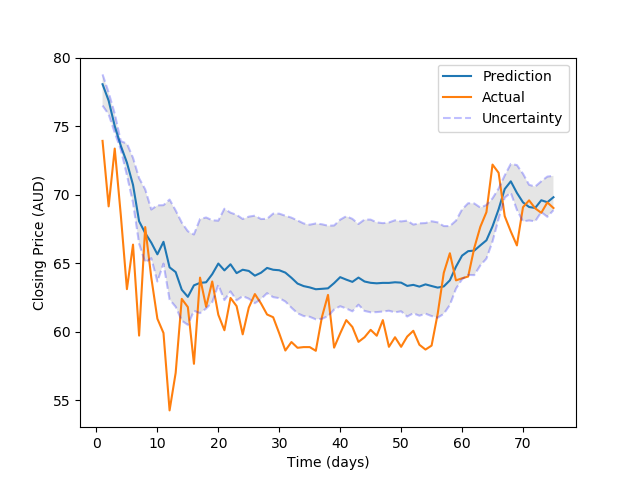 80
75
70
65
60
55
Closing Price (AUD)
Prediction
Actual
Uncertainty
0 10 20 30 40 50 60 70
Time (days)